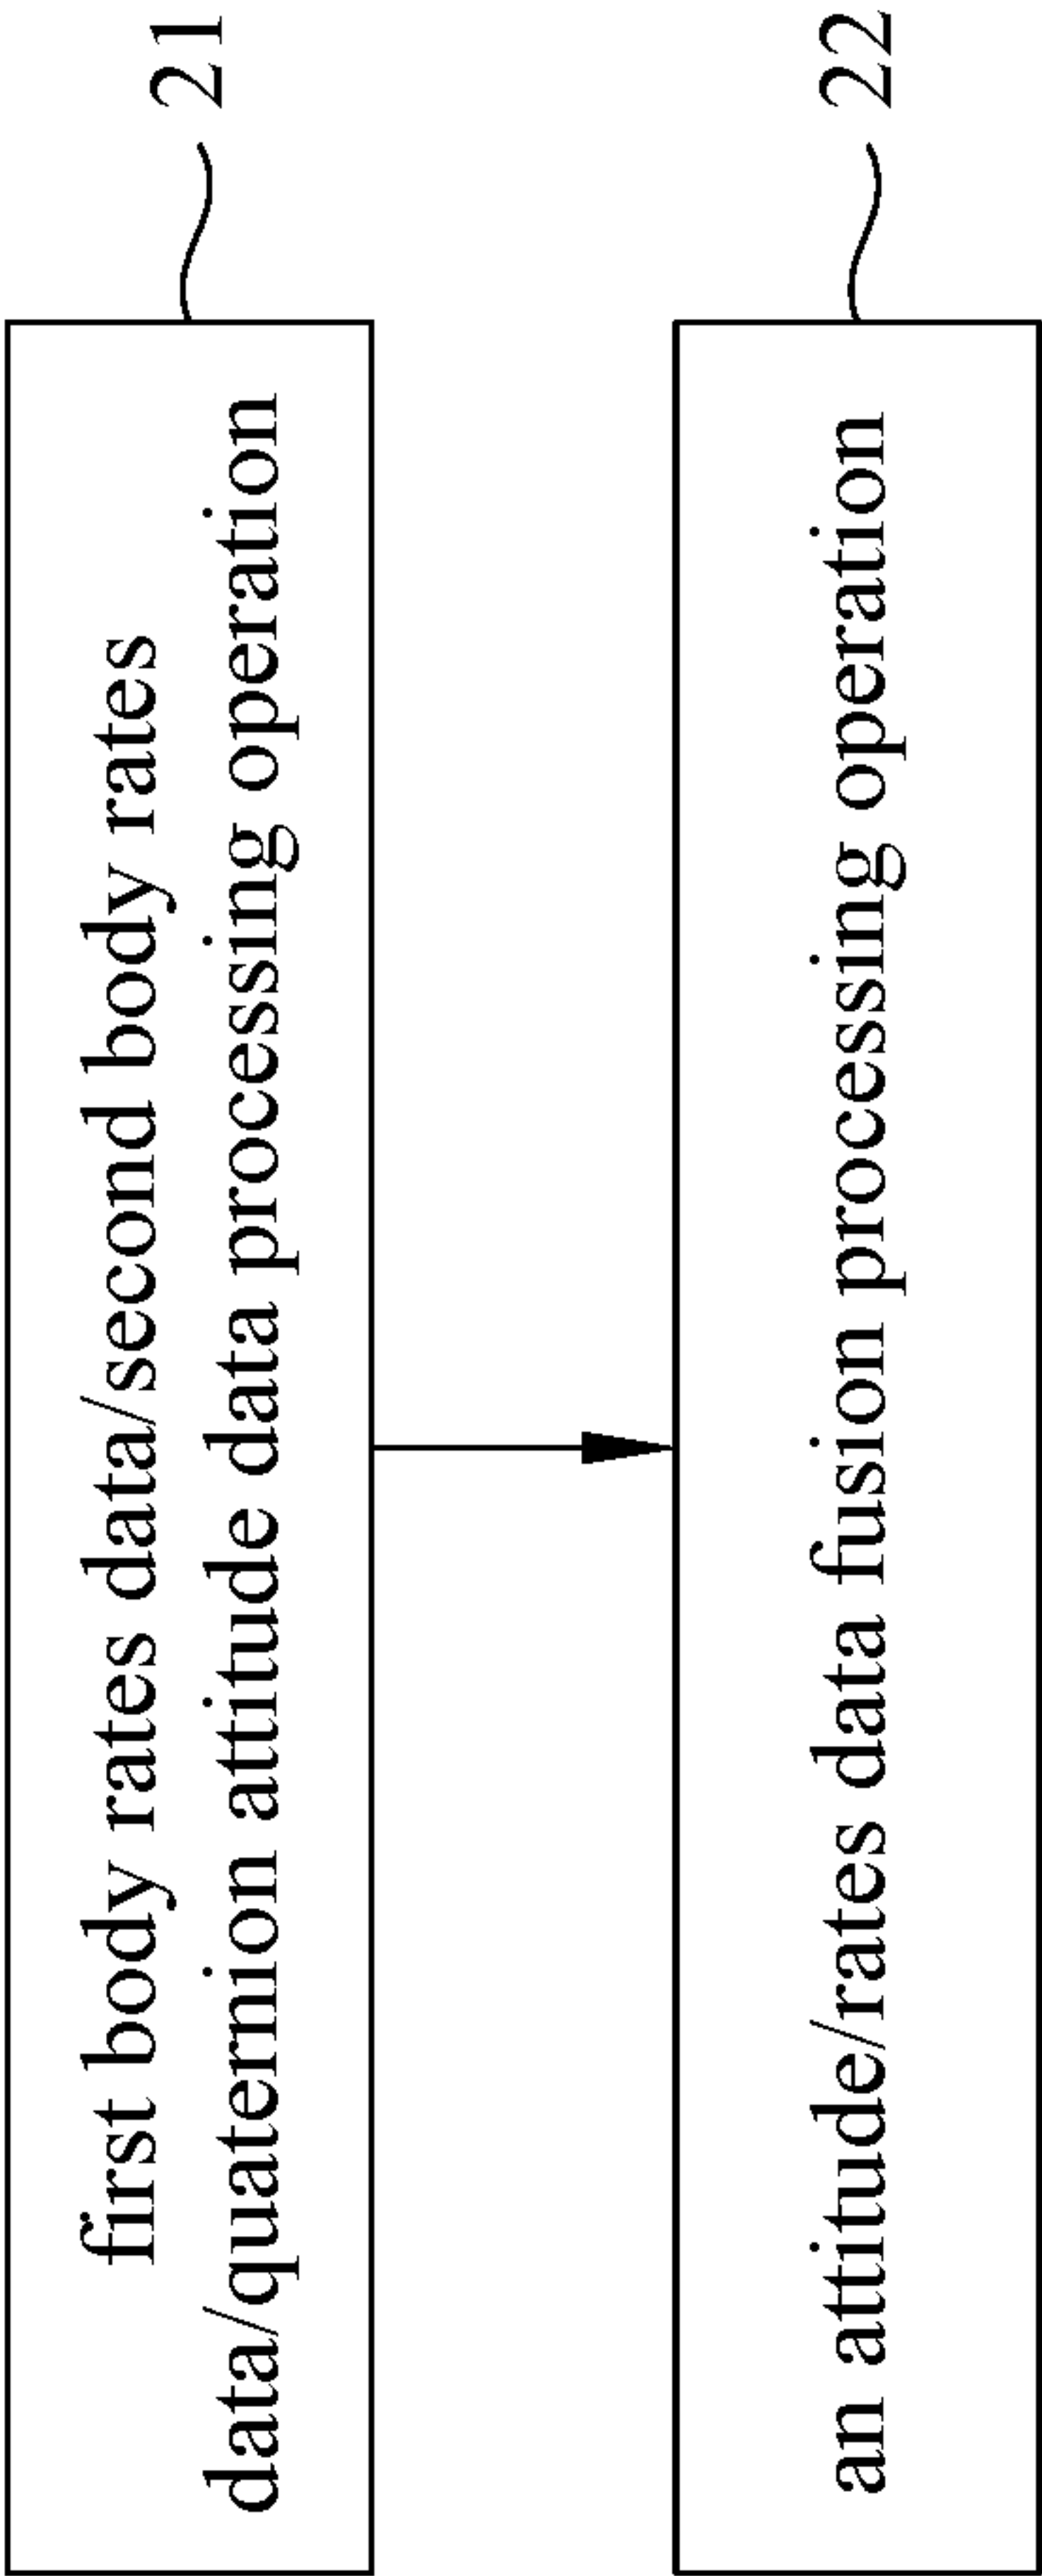 first body rates data/second body rates
data/quaternion attitude data processing operation
21
an attitude/rates data fusion processing operation
22